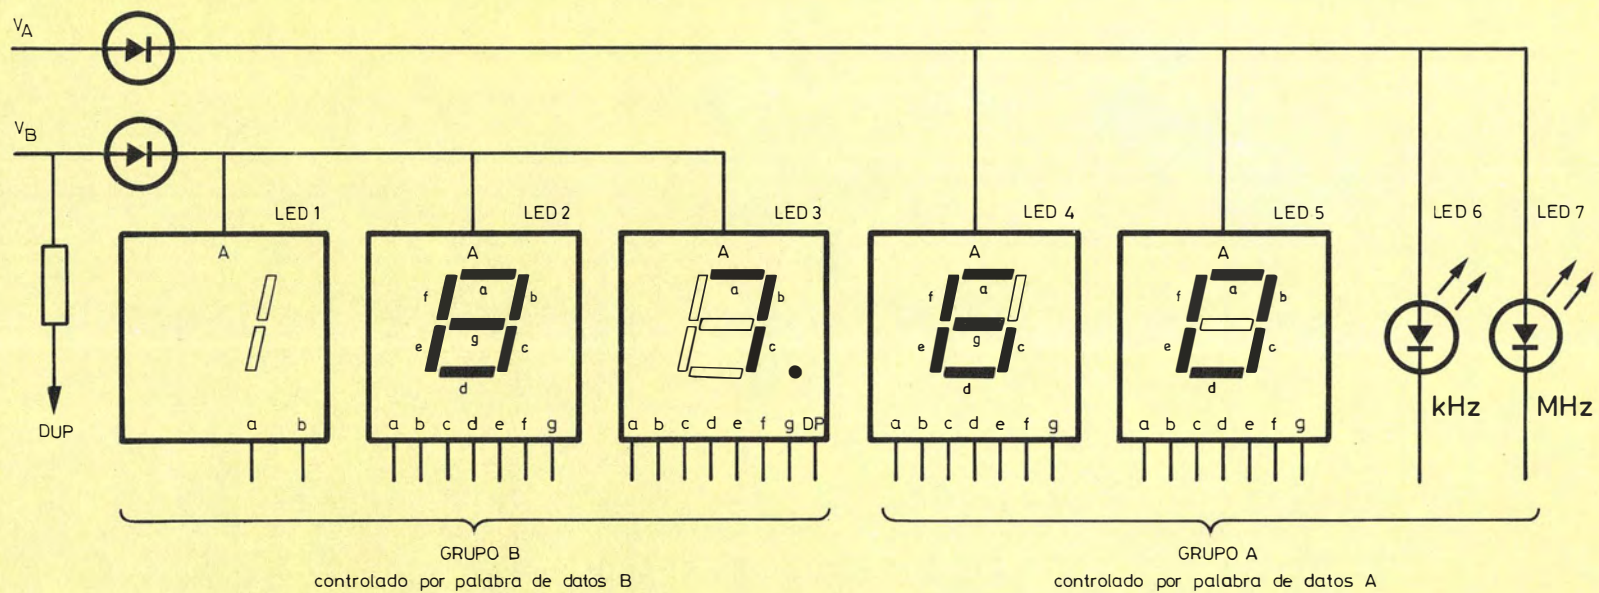 VA
VB
LED 1
LED 2
LED 3
LED 4
LED 5
LED 6
LED 7
A
A
A
A
A
a
f
b
g
e
c
d
a
b
c
a
f
g
e
c
d
a
f
b
e
c
d
kHz
MHz
DUP
a b
a b c d e f g
a b c d e f g DP
a b c d e f g
a b c d e f g
GRUPO B
controlado por palabra de datos B
GRUPO A
controlado por palabra de datos A